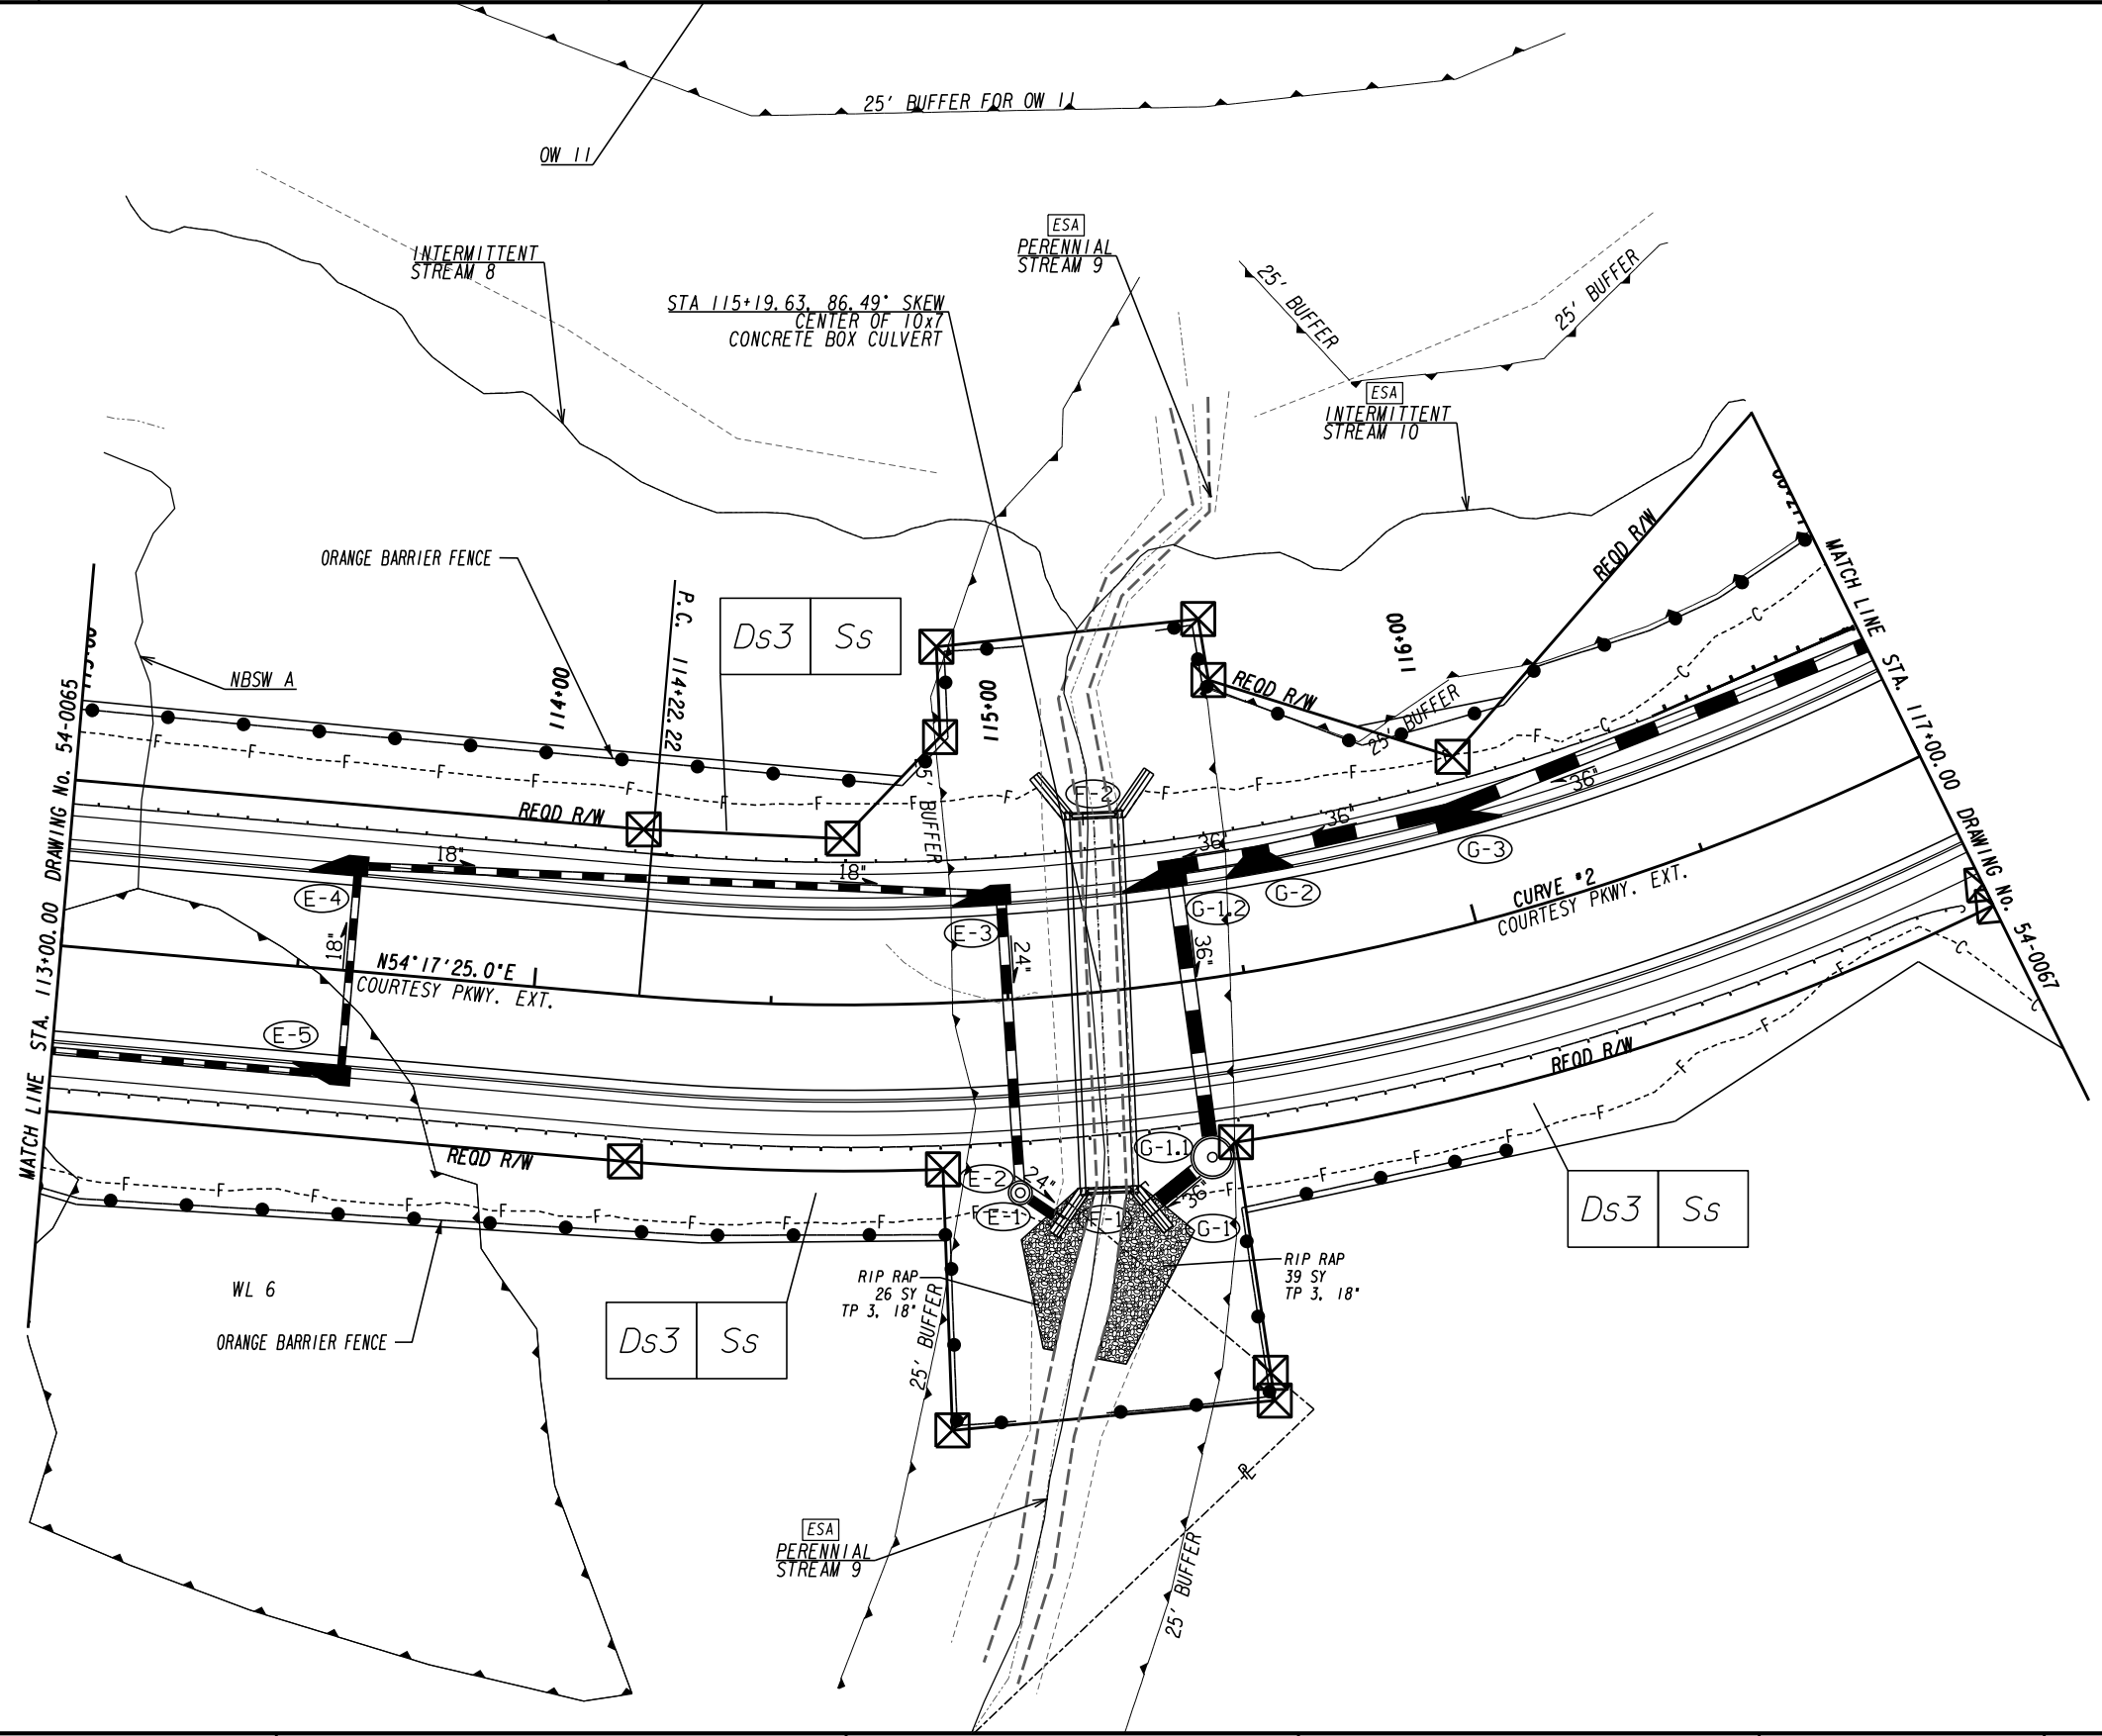 25' BUFFER FOR OW 11
OW 11
ESA
PERENNIAL
STREAM 9
INTERMITTENT
STREAM 8
25' BUFFER
25' BUFFER
STA 115+19.63, 86.49° SKEW
CENTER OF 10x7
CONCRETE BOX CULVERT
ESA
INTERMITTENT
STREAM 10
ORANGE BARRIER FENCE
REQD R/W
MATCH LINE STA. 117+00.00 DRAWING No. 54-0067
P.C. 114+22.22
Ds3 Ss
NBSW A
114+00
115+00
116+00
REQD R/W
25' BUFFER
MATCH LINE STA. 113+00.00 DRAWING No. 54-0065
REQD R/W
BUFFER
E-2
F F F F F F F F F F F F F F F
C C C
36"
36"
36"
G-3
G-2
G-1.2
18"
18"
E-4
E-3
18"
24"
36"
CURVE #2
COURTESY PKWY. EXT.
N54°17'25.0"E
COURTESY PKWY. EXT.
E-5
REQD R/W
REQD R/W
G-1.1
E-2
24"
36"
E-1
E-1
G-1
F F F F F F F F F F F F F F F F F
C C C
Ds3 Ss
RIP RAP
39 SY
TP 3, 18"
RIP RAP
26 SY
TP 3, 18"
WL 6
ORANGE BARRIER FENCE
Ds3 Ss
25' BUFFER
PL
ESA
PERENNIAL
STREAM 9
25' BUFFER